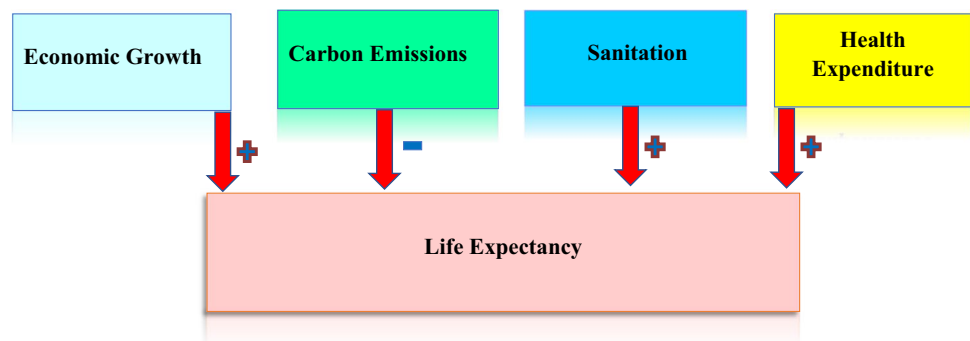 Economic Growth
Carbon Emissions
Sanitation
Health
Expenditure
+
-
+
+
Life Expectancy